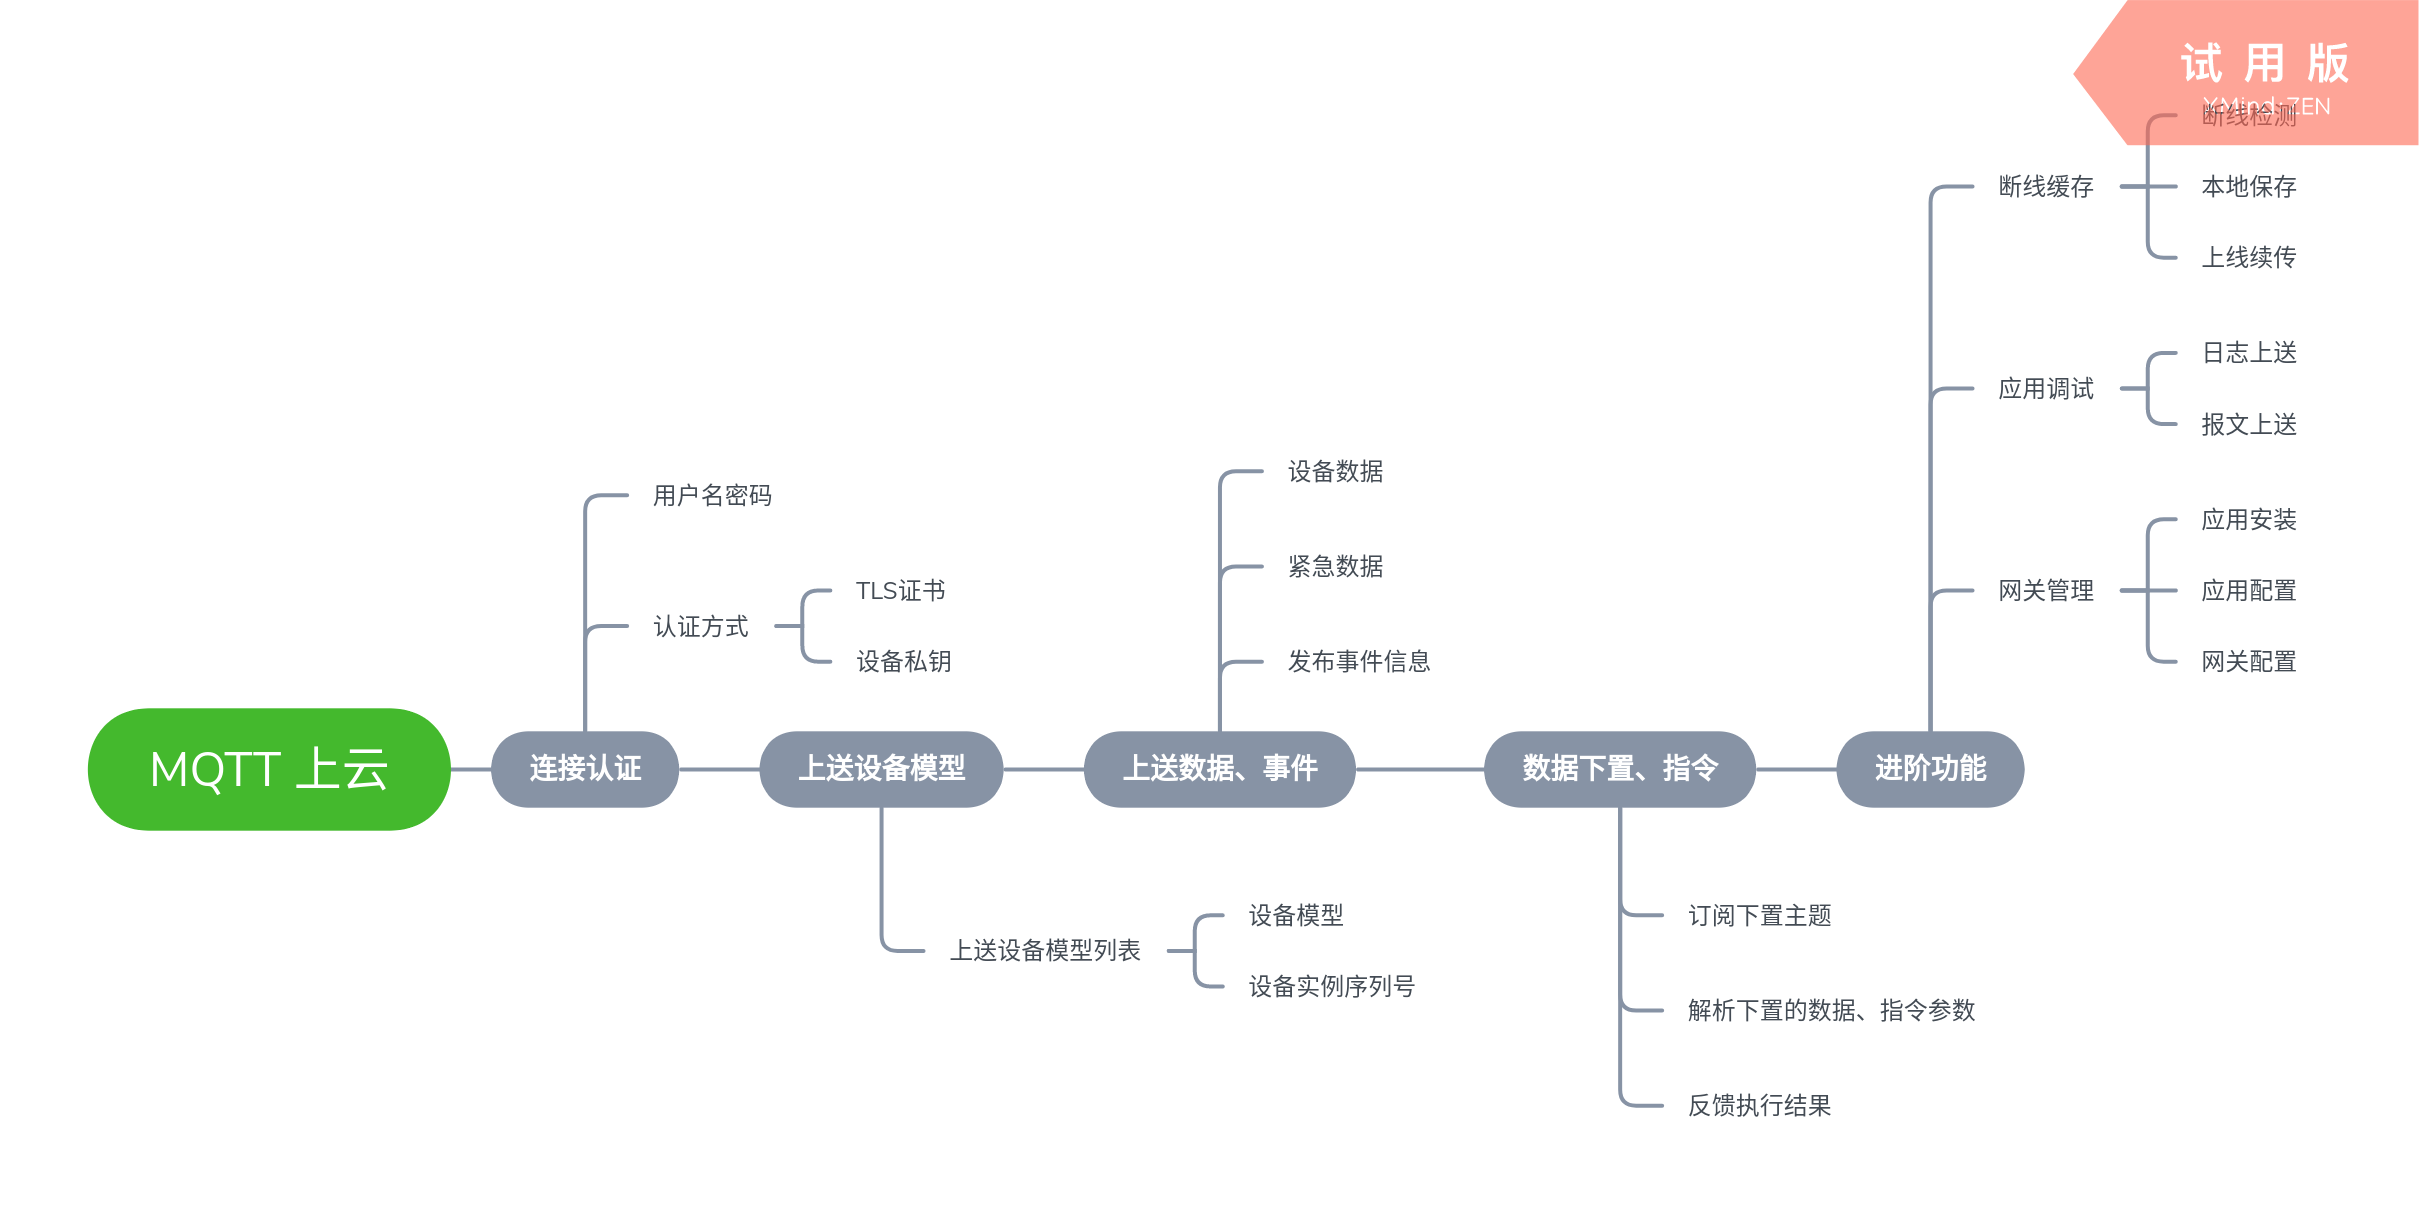 试用版
XMind:ZEN
断线检测
断线缓存
本地保存
上线续传
日志上送
应用调试
报文上送
设备数据
用户名密码
应用安装
紧急数据
TLS证书
网关管理
应用配置
认证方式
设备私钥
发布事件信息
网关配置
MQTT 上云
连接认证
上送设备模型
上送数据、事件
数据下置、指令
进阶功能
设备模型
订阅下置主题
上送设备模型列表
设备实例序列号
解析下置的数据、指令参数
反馈执行结果